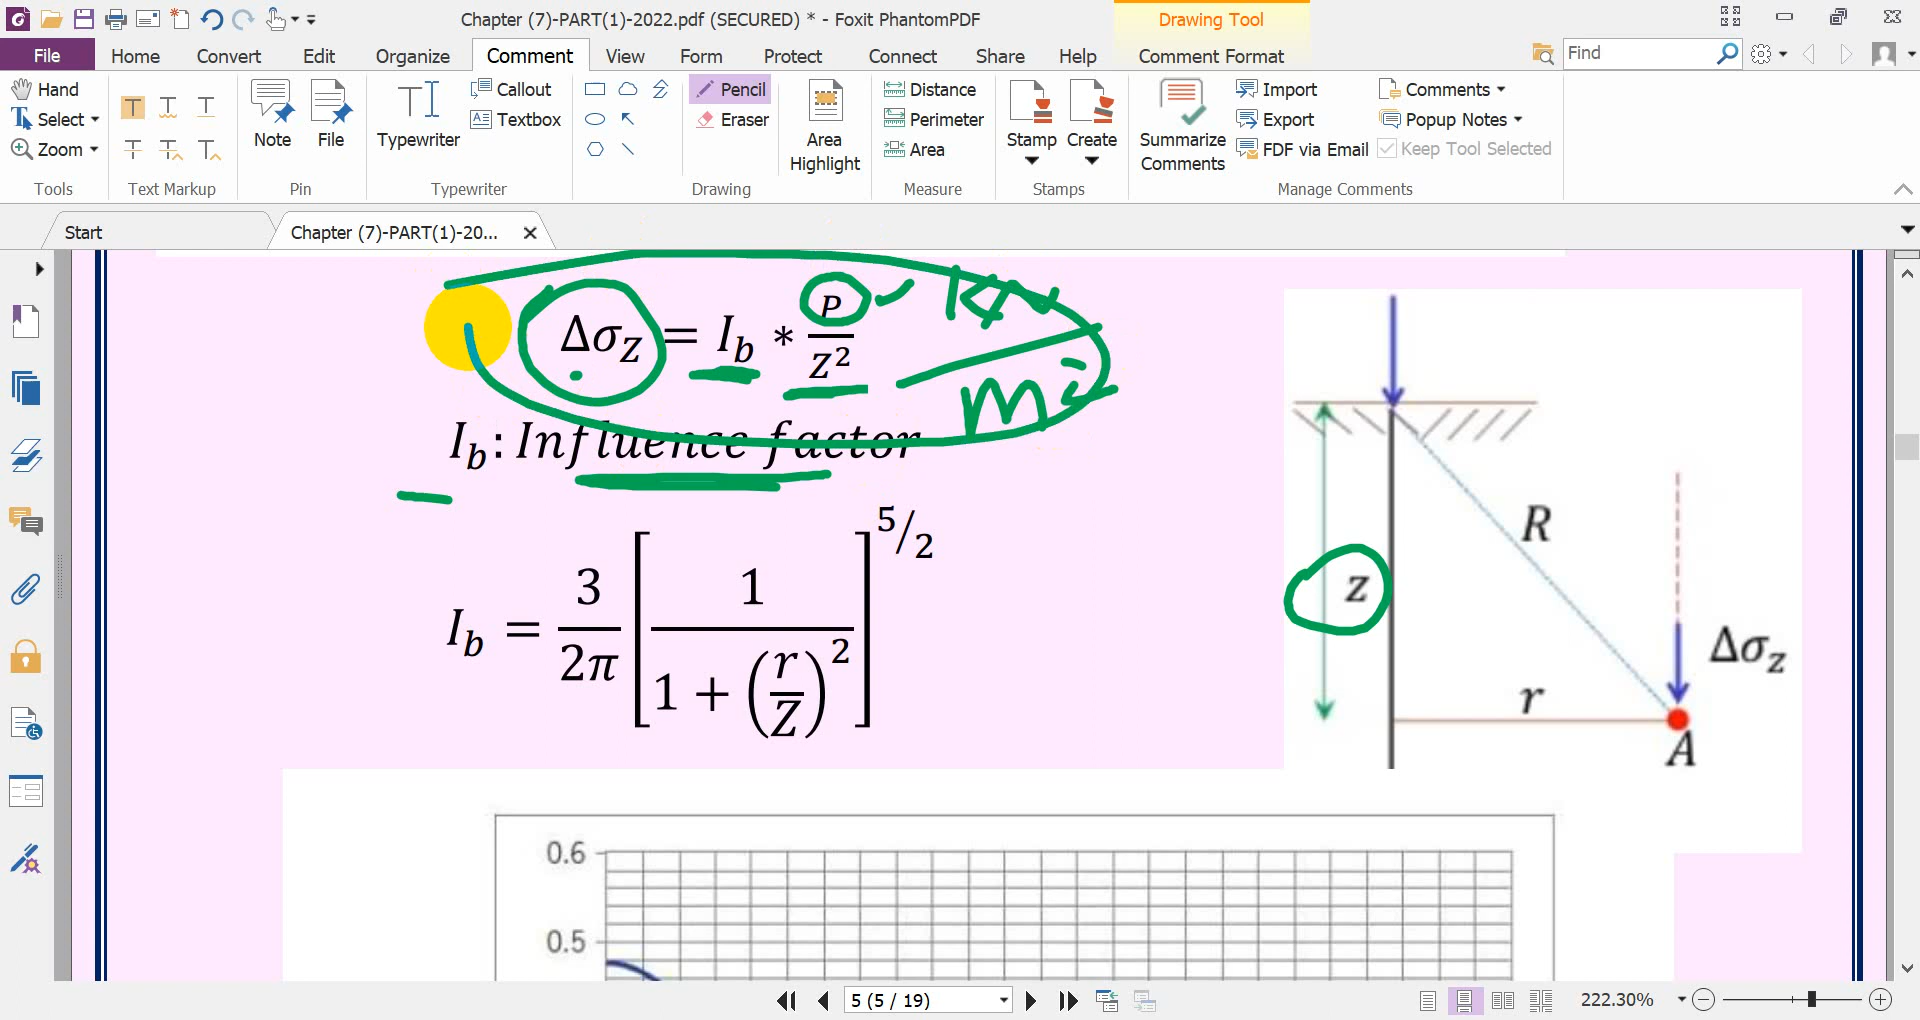 Chapter (7)-PART(1)-2022.pdf (SECURED) * - Foxit PhantomPDF
Drawing Tool
File Home Convert Edit Organize Comment View Form Protect Connect Share Help Comment Format Find
Hand
Select
Zoom
Tools
T T T
T T T
Text Markup
Note
File
Pin
Typewriter
Callout
Textbox
Typewriter
Pencil
Eraser
Drawing
Area
Highlight
Distance
Perimeter
Area
Measure
Stamp
Create
Stamps
Summarize
Comments
Import
Export
FDF via Email
Comments
Popup Notes
Keep Tool Selected
Manage Comments
Start
Chapter (7)-PART(1)-20...
Δσ_Z = I_b * P/Z²
KN
m²
I_b: Influence factor
I_b = 3/2π [1/(1 + (r/Z)²)]^5/2
R
z
Δσ_z
r
A
0.6
0.5
5 (5 / 19)
222.30%